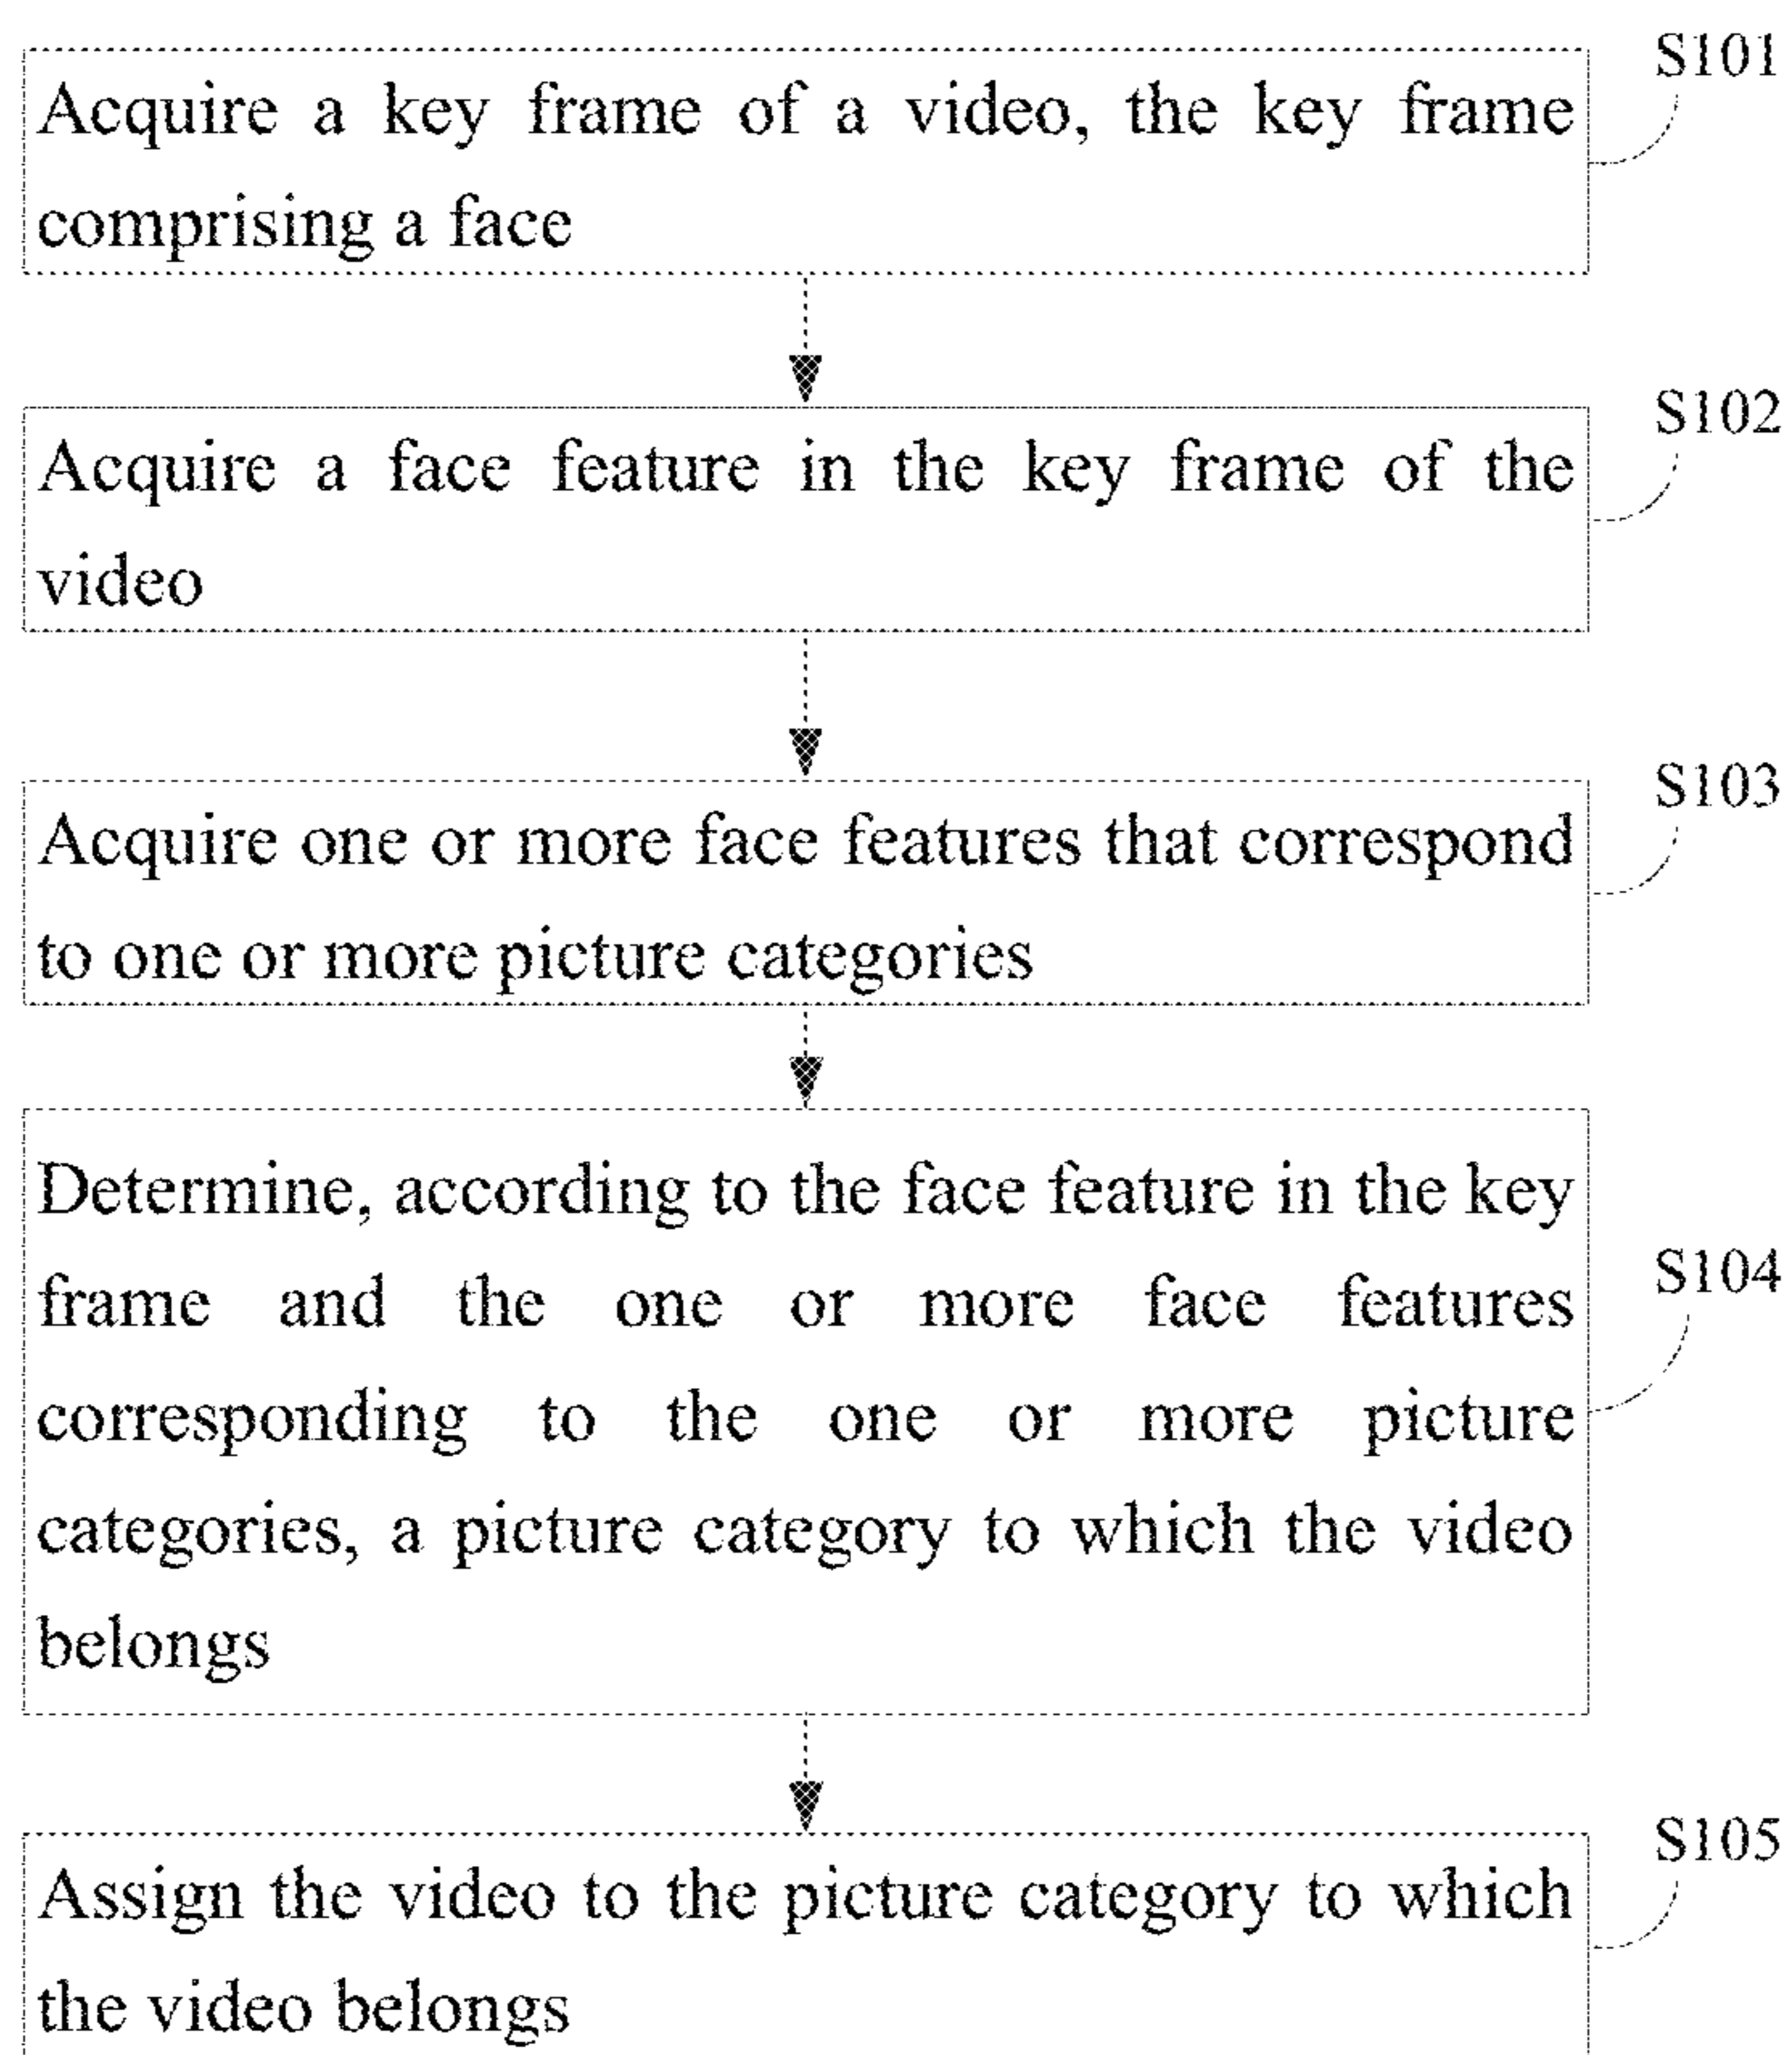 S101
Acquire a key frame of a video, the key frame
comprising a face
S102
Acquire a face feature in the key frame of the
video
S103
Acquire one or more face features that correspond
to one or more picture categories
Determine, according to the face feature in the key
S104
frame and the one or more face features
corresponding to the one or more picture
categories, a picture category to which the video
belongs
S105
Assign the video to the picture category to which
the video belongs